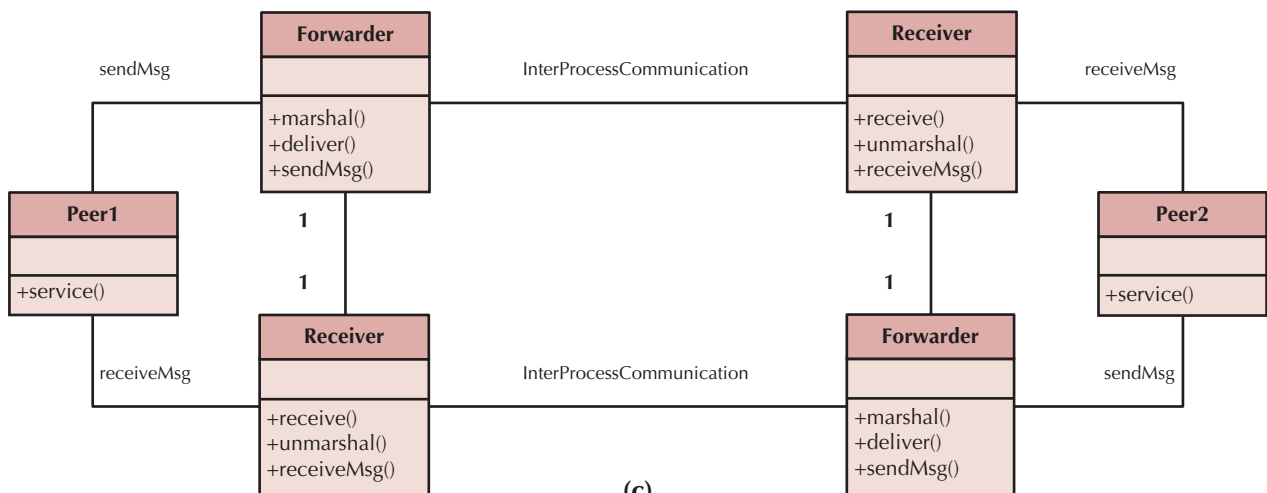 Forwarder
Receiver
sendMsg
InterProcessCommunication
receiveMsg
+marshal()
+deliver()
+sendMsg()
+receive()
+unmarshal()
+receiveMsg()
Peer1
+service()
1
1
1
1
Peer2
+service()
Receiver
Forwarder
receiveMsg
InterProcessCommunication
sendMsg
+receive()
+unmarshal()
+receiveMsg()
+marshal()
+deliver()
+sendMsg()
(c)